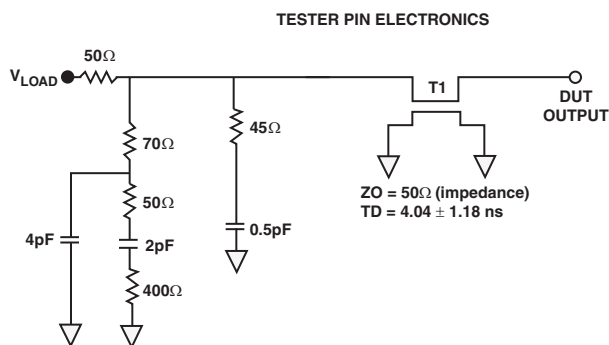 TESTER PIN ELECTRONICS
50Ω
VLOAD
T1
DUT
OUTPUT
70Ω
45Ω
50Ω
4pF
2pF
0.5pF
400Ω
ZO = 50Ω (impedance)
TD = 4.04 ± 1.18 ns